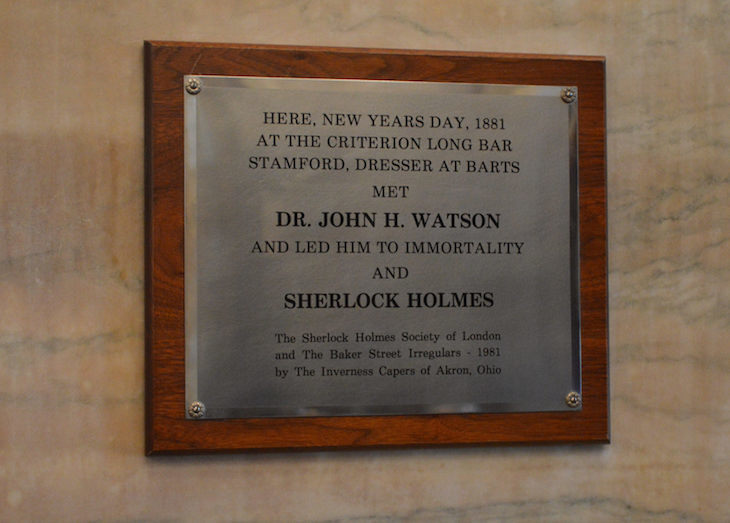 HERE, NEW YEARS DAY, 1881
AT THE CRITERION LONG BAR
STAMFORD, DRESSER AT BARTS
MET
DR. JOHN H. WATSON
AND LED HIM TO IMMORTALITY
AND
SHERLOCK HOLMES
The Sherlock Holmes Society of London
and The Baker Street Irregulars - 1981
by The Inverness Capers of Akron, Ohio